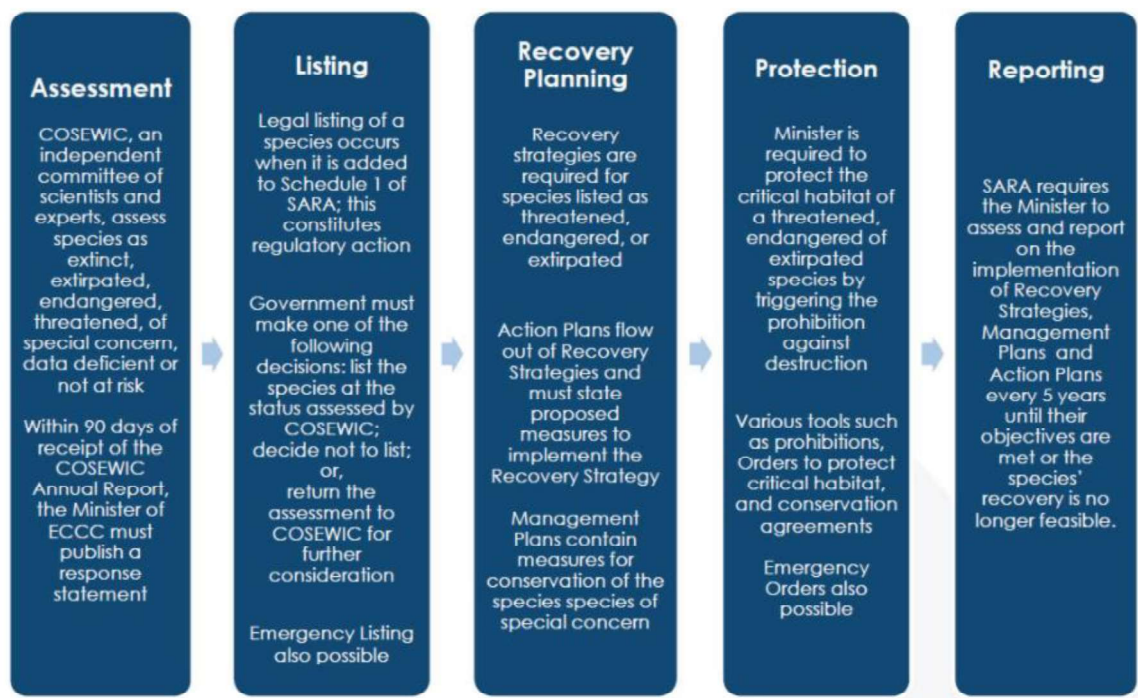 Assessment
COSEWIC, an
independent
committee of
scientists and
experts, assess
species as
extinct,
extirpated,
endangered,
threatened, of
special concern,
data deficient or
not at risk
Within 90 days of
receipt of the
COSEWIC
Annual Report,
the Minister of
ECCC must
publish a
response
statement
Listing
Legal listing of a
species occurs
when it is added
to Schedule 1 of
SARA; this
constitutes
regulatory action
Government must
make one of the
following
decisions: list the
species at the
status assessed by
COSEWIC;
decide not to list;
or,
return the
assessment to
COSEWIC for
further
consideration
Emergency Listing
also possible
Recovery
Planning
Recovery
strategies are
required for
species listed as
threatened,
endangered, or
extirpated
Action Plans flow
out of Recovery
Strategies and
must state
proposed
measures to
implement the
Recovery Strategy
Management
Plans contain
measures for
conservation of the
species species of
special concern
Protection
Minister is
required to
protect the
critical habitat of
a threatened,
endangered of
extirpated
species by
triggering the
prohibition
against
destruction
Various tools such
as prohibitions,
Orders to protect
critical habitat,
and conservation
agreements
Emergency
Orders also
possible
Reporting
SARA requires
the Minister to
assess and report
on the
implementation
of Recovery
Strategies,
Management
Plans and
Action Plans
every 5 years
until their
objectives are
met or the
species'
recovery is no
longer feasible.